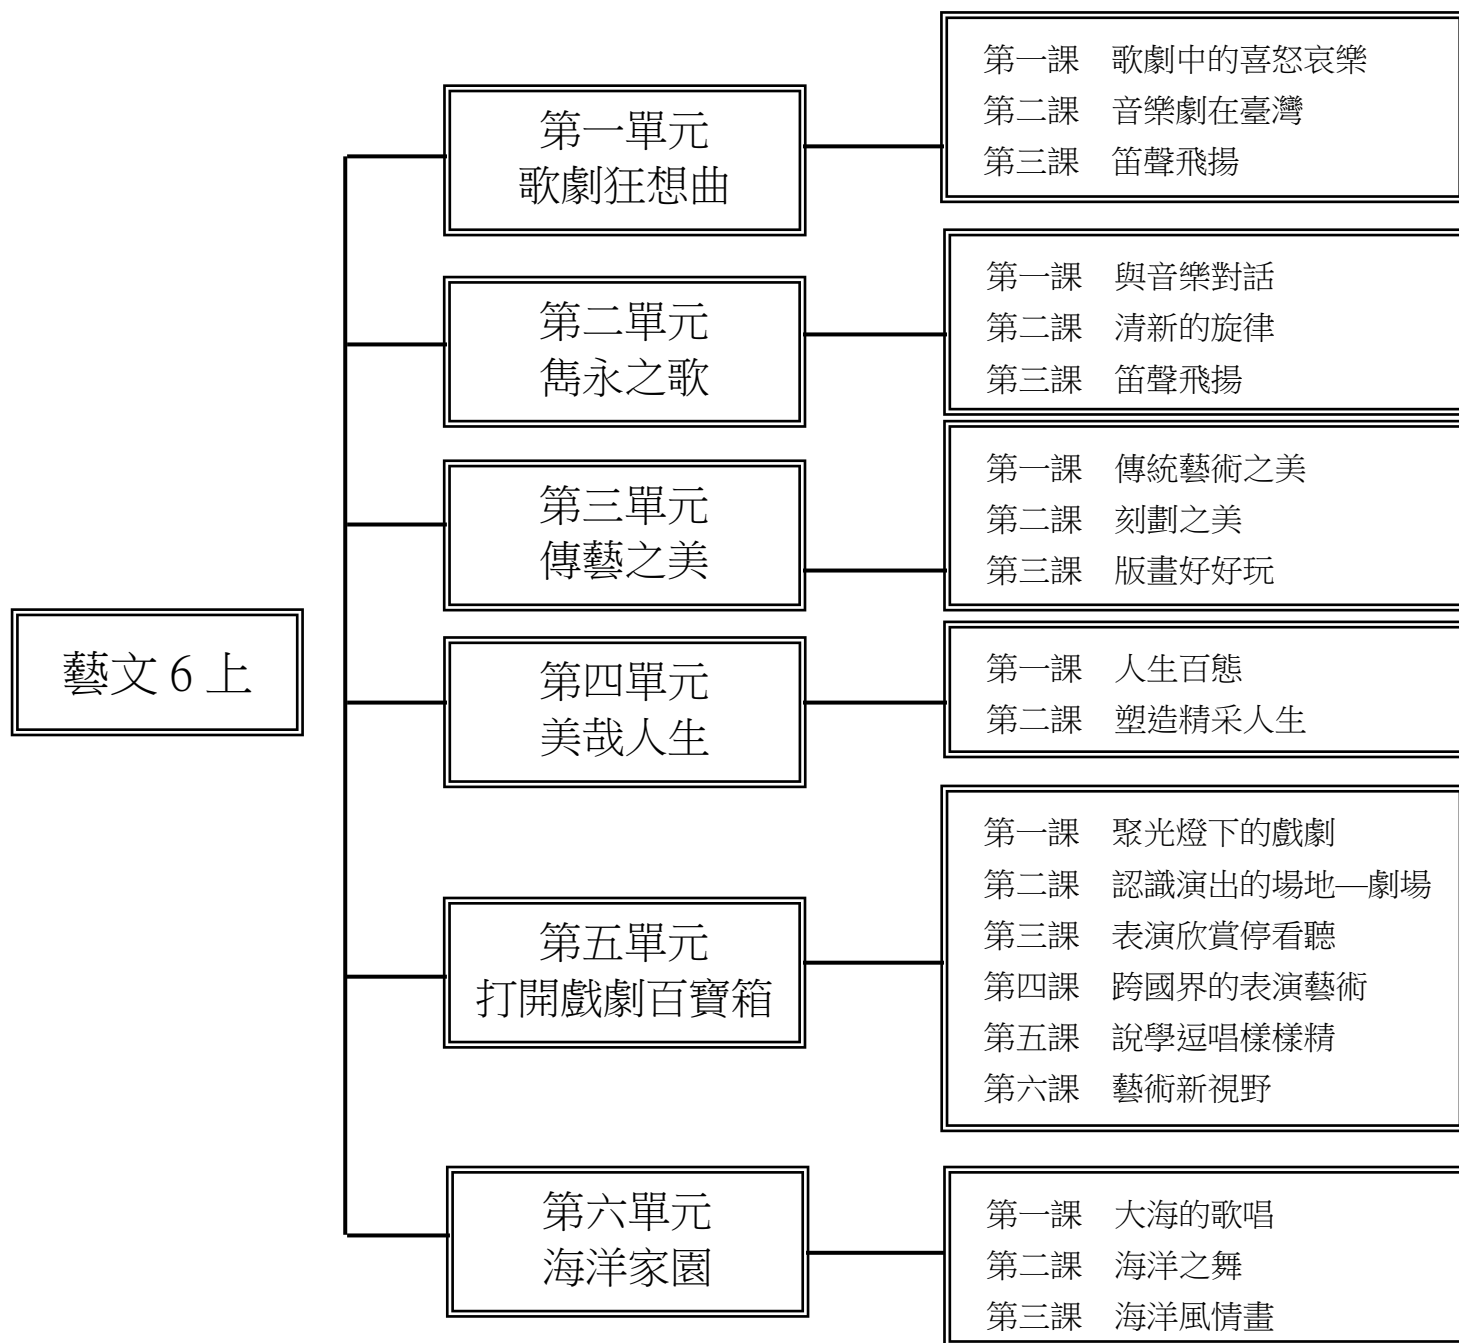 藝文 6 上
第一單元
歌劇狂想曲
第一課　歌劇中的喜怒哀樂
第二課　音樂劇在臺灣
第三課　笛聲飛揚
第二單元
雋永之歌
第一課　與音樂對話
第二課　清新的旋律
第三課　笛聲飛揚
第三單元
傳藝之美
第一課　傳統藝術之美
第二課　刻劃之美
第三課　版畫好好玩
第四單元
美哉人生
第一課　人生百態
第二課　塑造精采人生
第五單元
打開戲劇百寶箱
第一課　聚光燈下的戲劇
第二課　認識演出的場地—劇場
第三課　表演欣賞停看聽
第四課　跨國界的表演藝術
第五課　說學逗唱樣樣精
第六課　藝術新視野
第六單元
海洋家園
第一課　大海的歌唱
第二課　海洋之舞
第三課　海洋風情畫